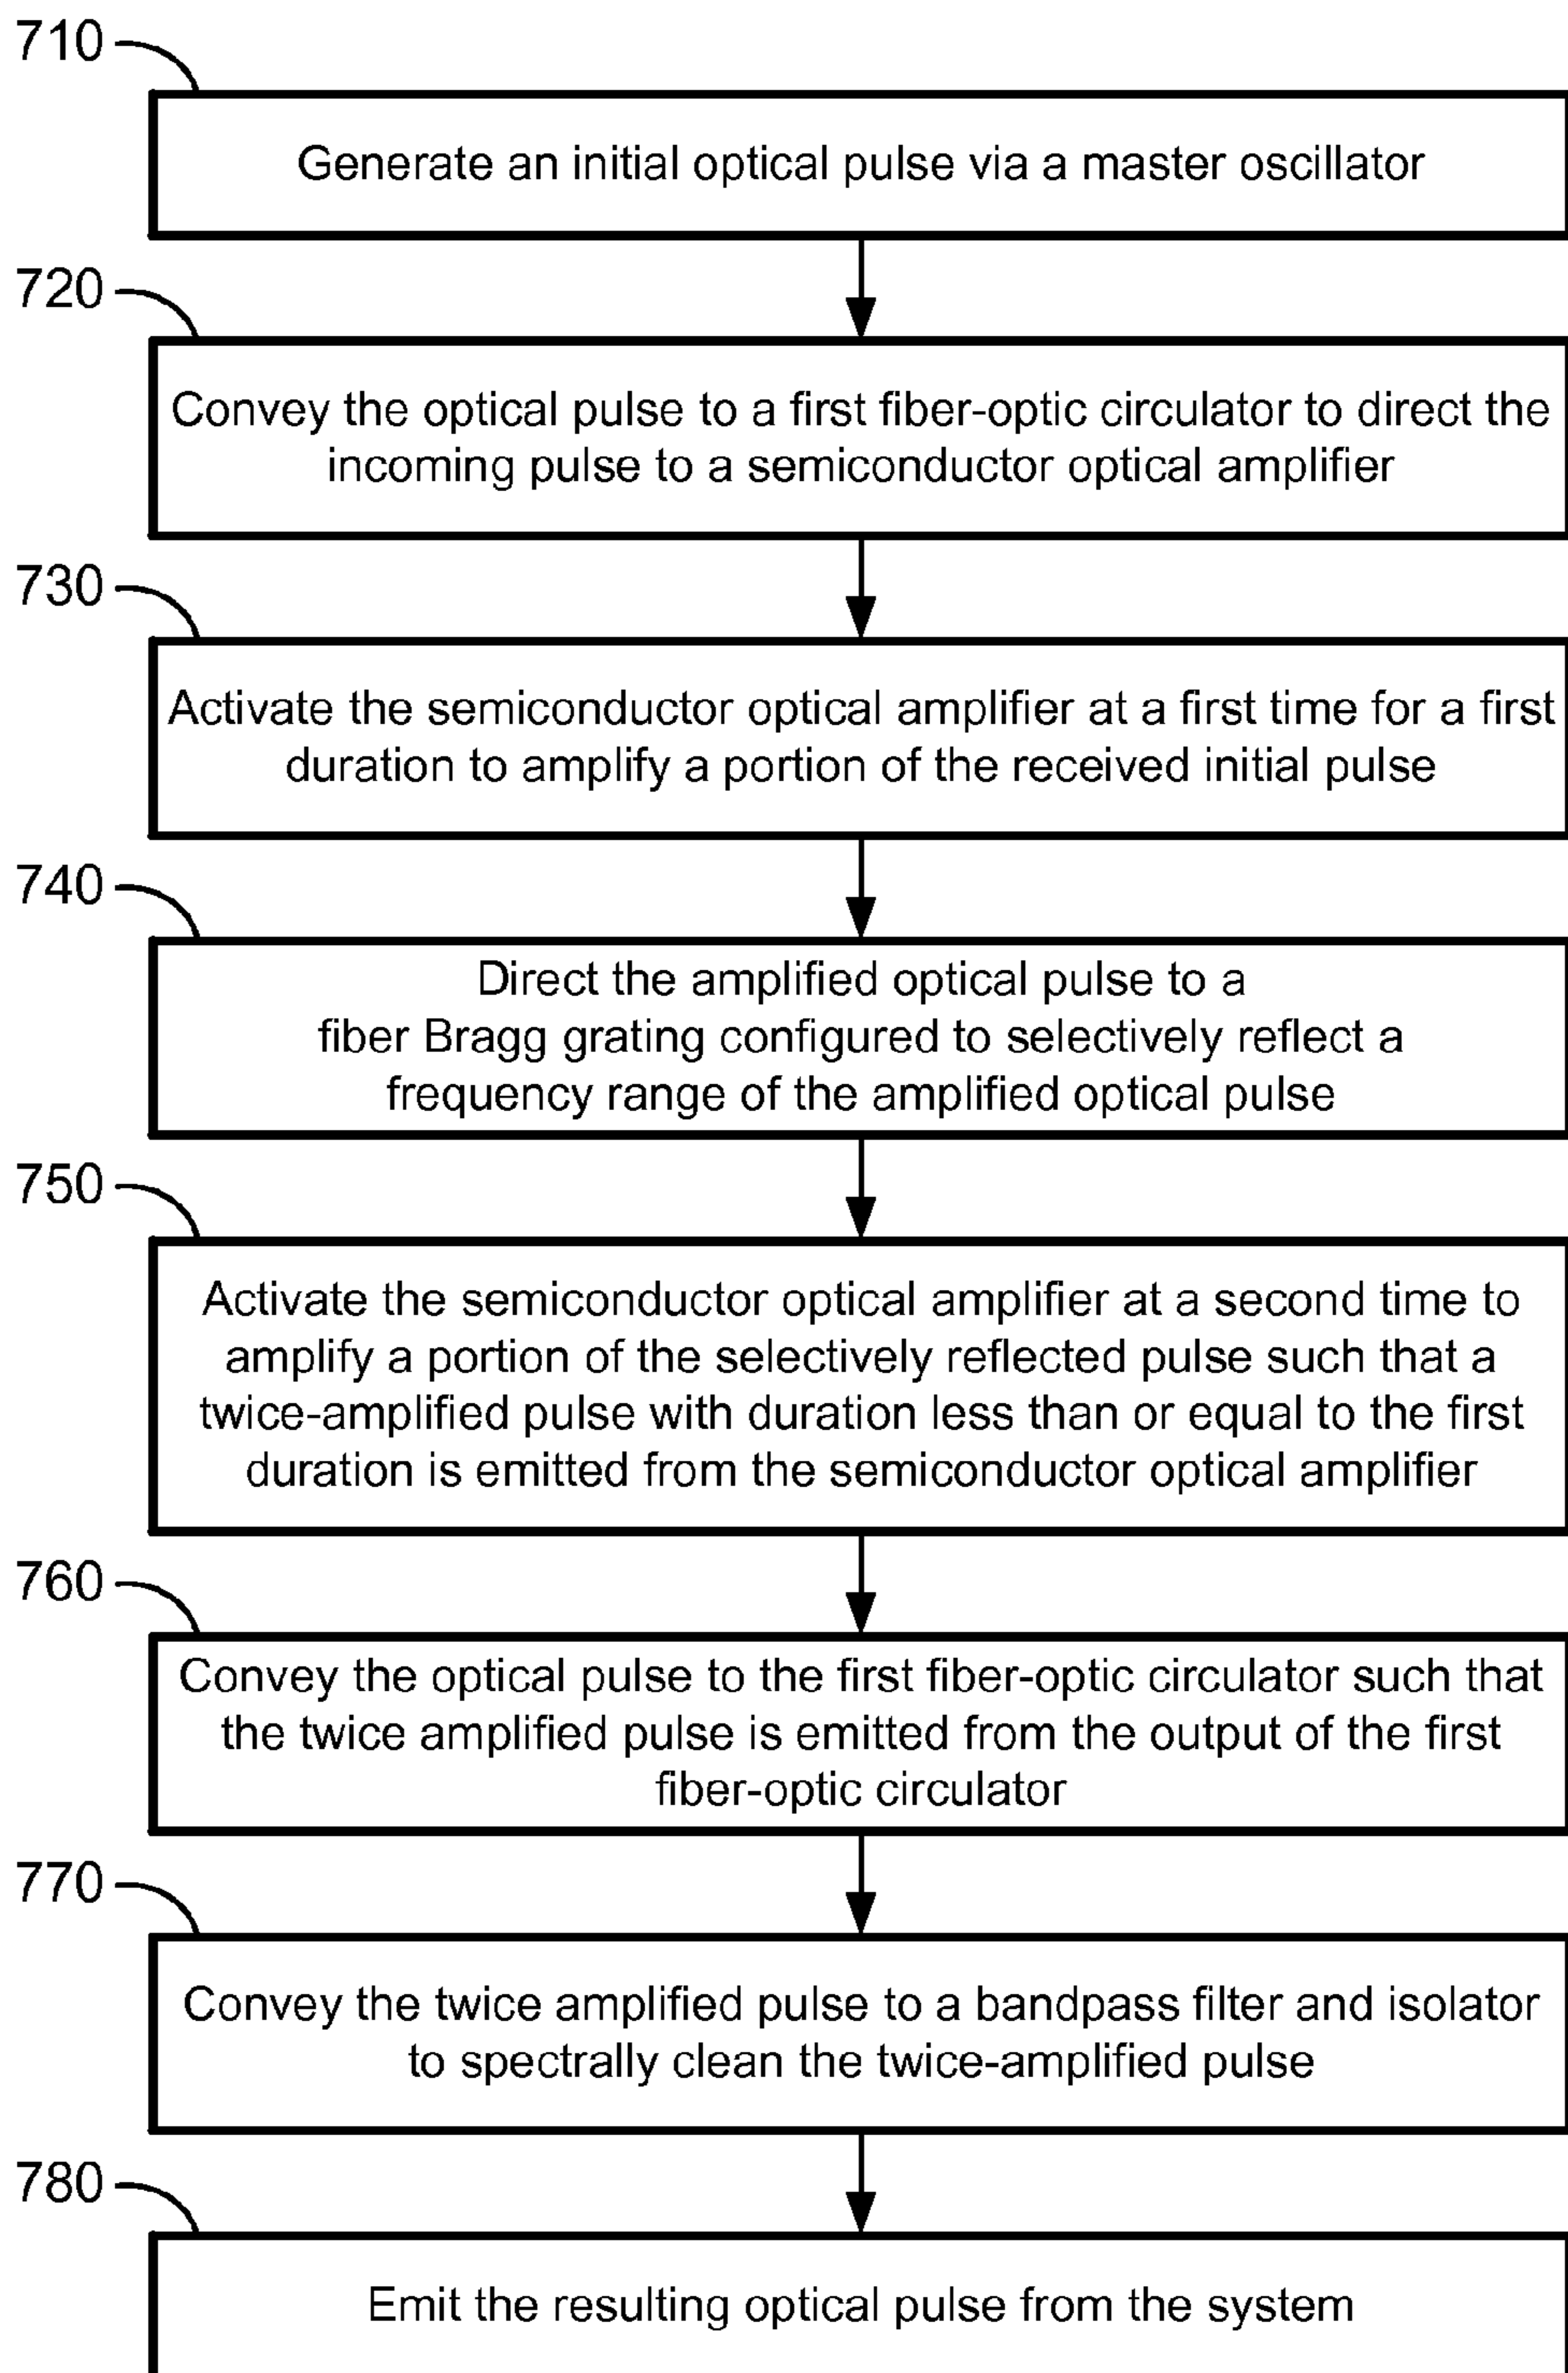 710
Generate an initial optical pulse via a master oscillator
720
Convey the optical pulse to a first fiber-optic circulator to direct the
incoming pulse to a semiconductor optical amplifier
730
Activate the semiconductor optical amplifier at a first time for a first
duration to amplify a portion of the received initial pulse
740
Direct the amplified optical pulse to a
fiber Bragg grating configured to selectively reflect a
frequency range of the amplified optical pulse
750
Activate the semiconductor optical amplifier at a second time to
amplify a portion of the selectively reflected pulse such that a
twice-amplified pulse with duration less than or equal to the first
duration is emitted from the semiconductor optical amplifier
760
Convey the optical pulse to the first fiber-optic circulator such that
the twice amplified pulse is emitted from the output of the first
fiber-optic circulator
770
Convey the twice amplified pulse to a bandpass filter and isolator
to spectrally clean the twice-amplified pulse
780
Emit the resulting optical pulse from the system